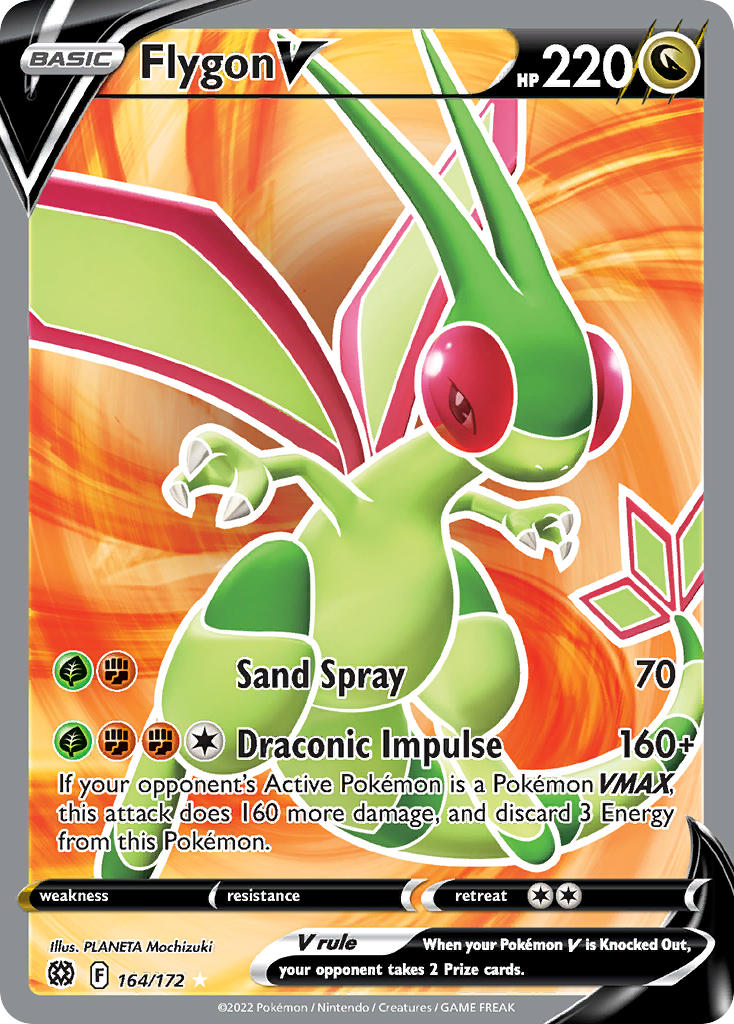 BASIC Flygon V HP 220
Sand Spray 70
Draconic Impulse 160+
If your opponent's Active Pokémon is a Pokémon VMAX,
this attack does 160 more damage, and discard 3 Energy
from this Pokémon.
weakness resistance retreat
Illus. PLANETA Mochizuki
V rule When your Pokémon V is Knocked Out,
your opponent takes 2 Prize cards.
F 164/172
©2022 Pokémon / Nintendo / Creatures / GAME FREAK